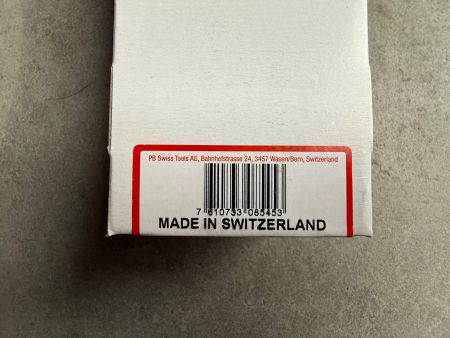 PB Swiss Tools AG, Bahnhofstrasse 24, 3457 Wasen/Bern, Switzerland
7 610733 085453
MADE IN SWITZERLAND